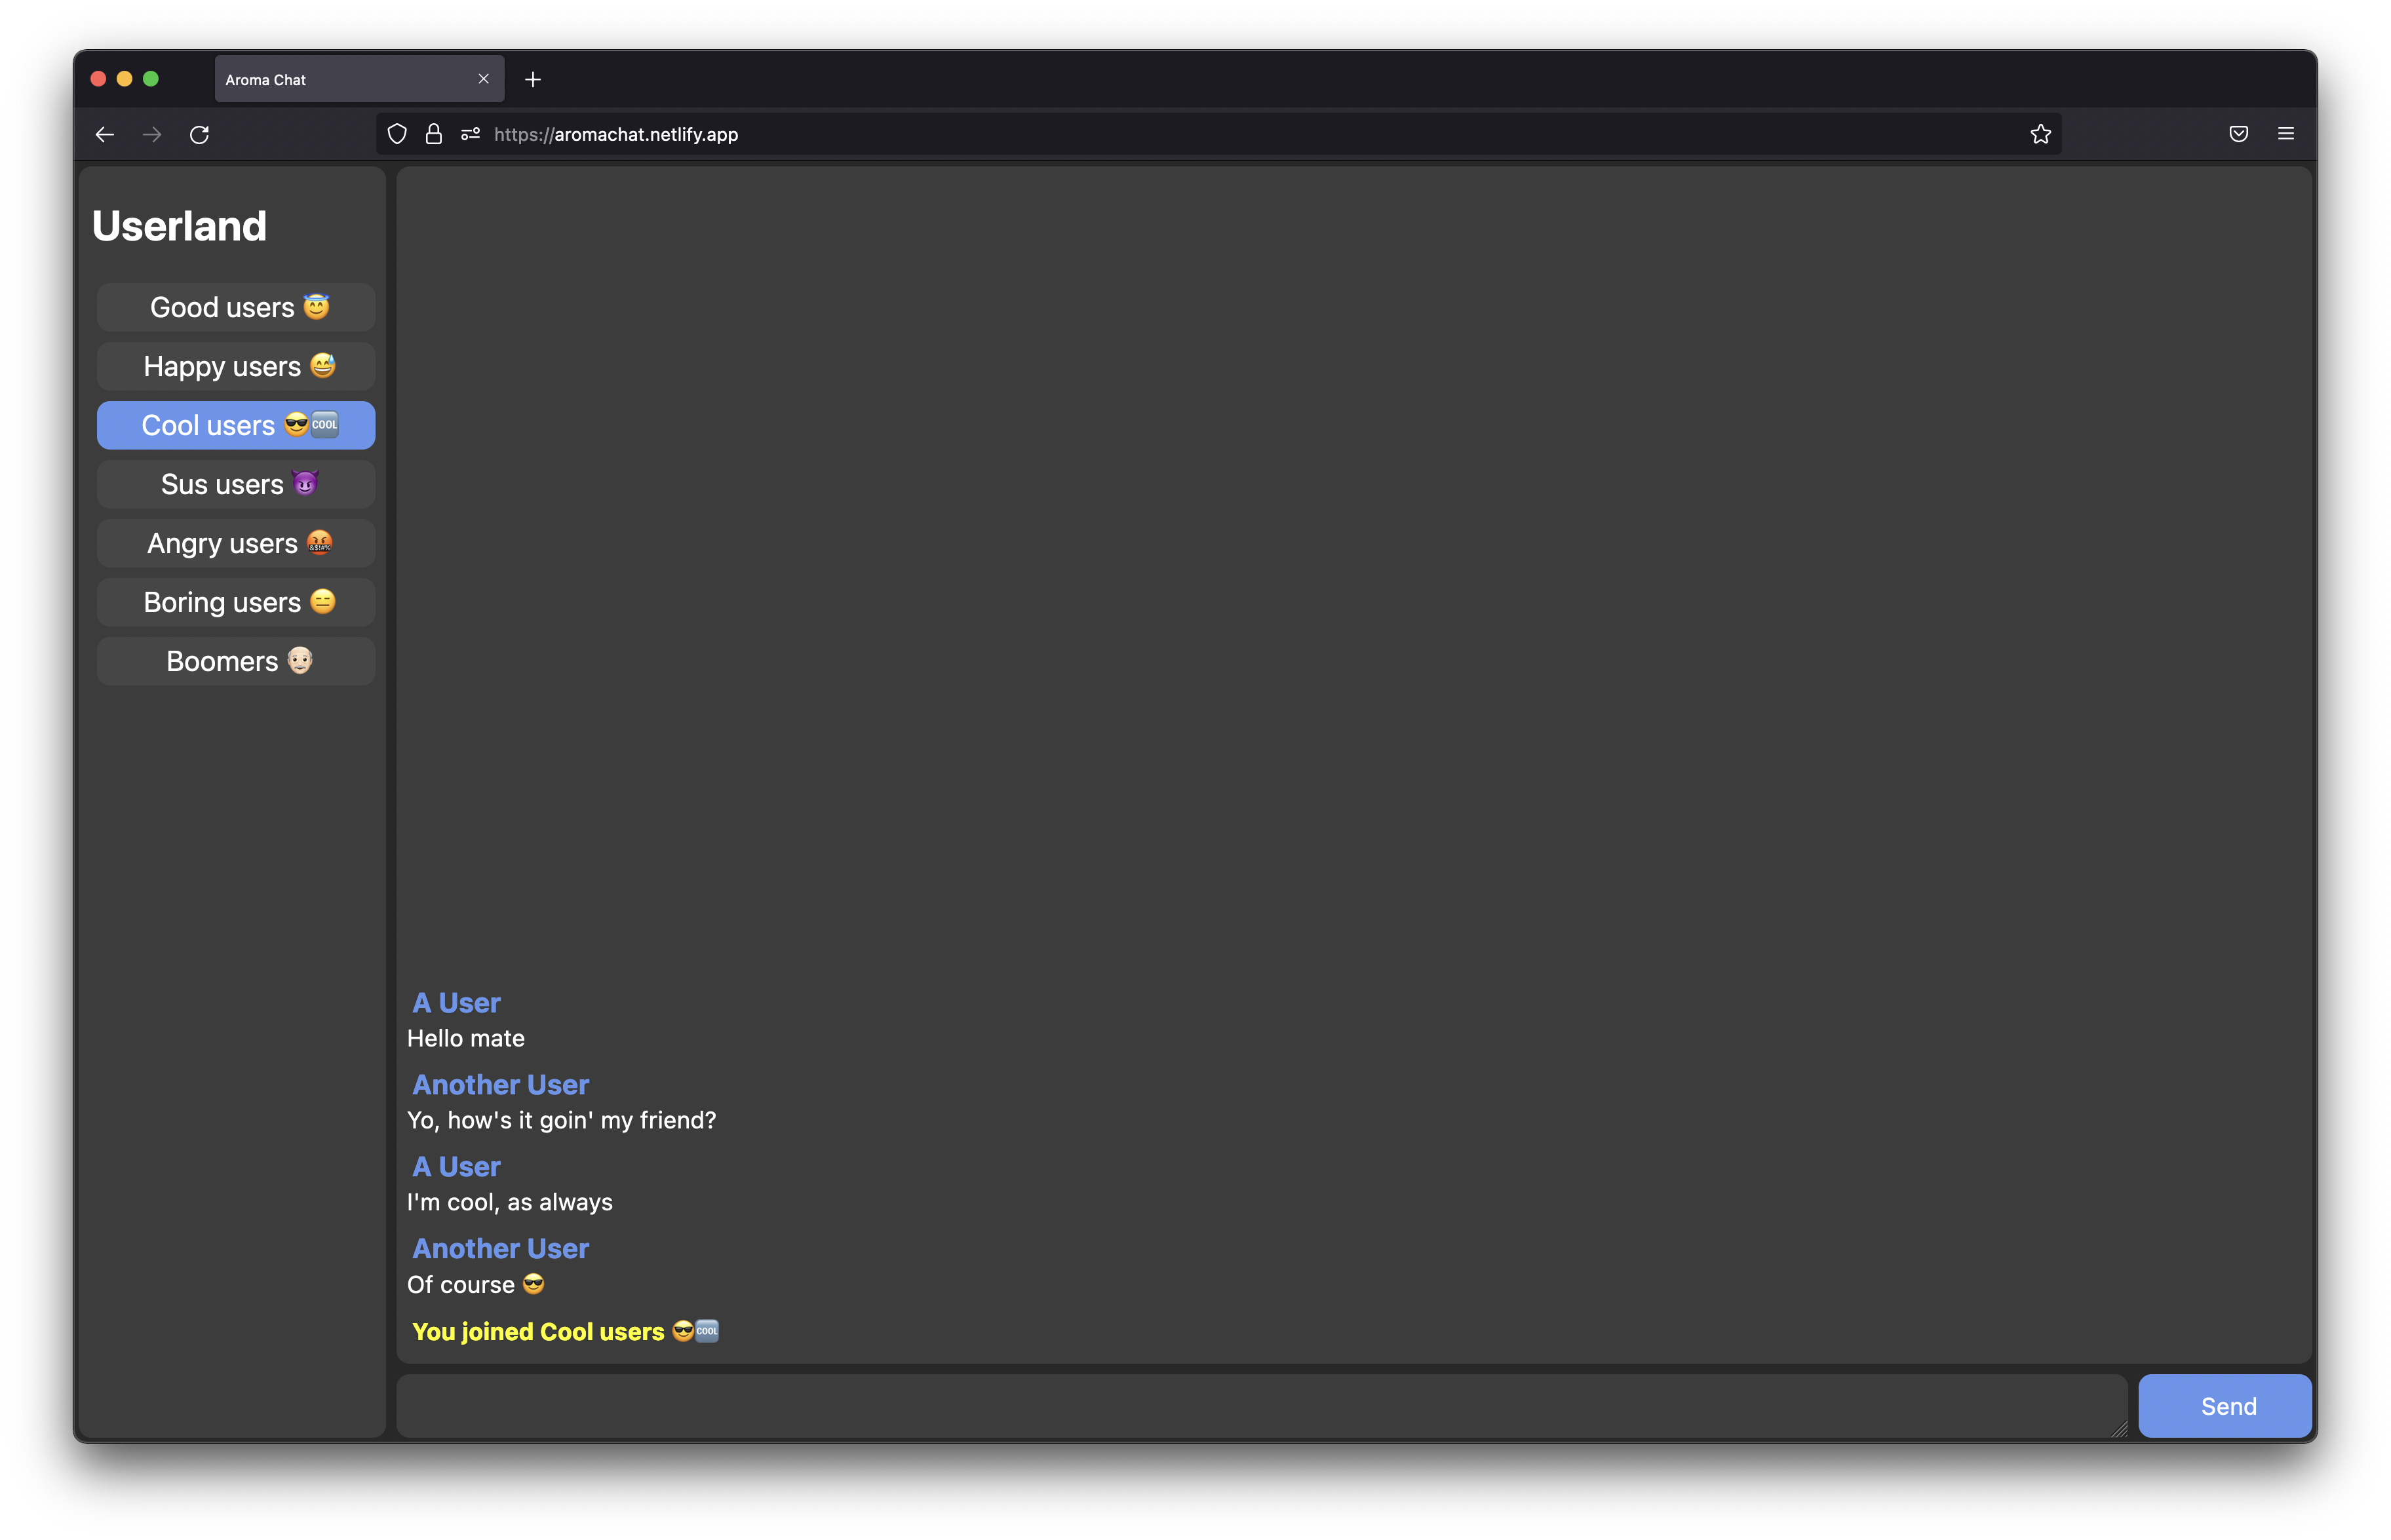 Aroma Chat
https://aromachat.netlify.app
Userland
Good users 😇
Happy users 😅
Cool users 😎🆒
Sus users 😈
Angry users 🤬
Boring users 😑
Boomers 👴🏻
A User
Hello mate
Another User
Yo, how's it goin' my friend?
A User
I'm cool, as always
Another User
Of course 😎
You joined Cool users 😎🆒
Send